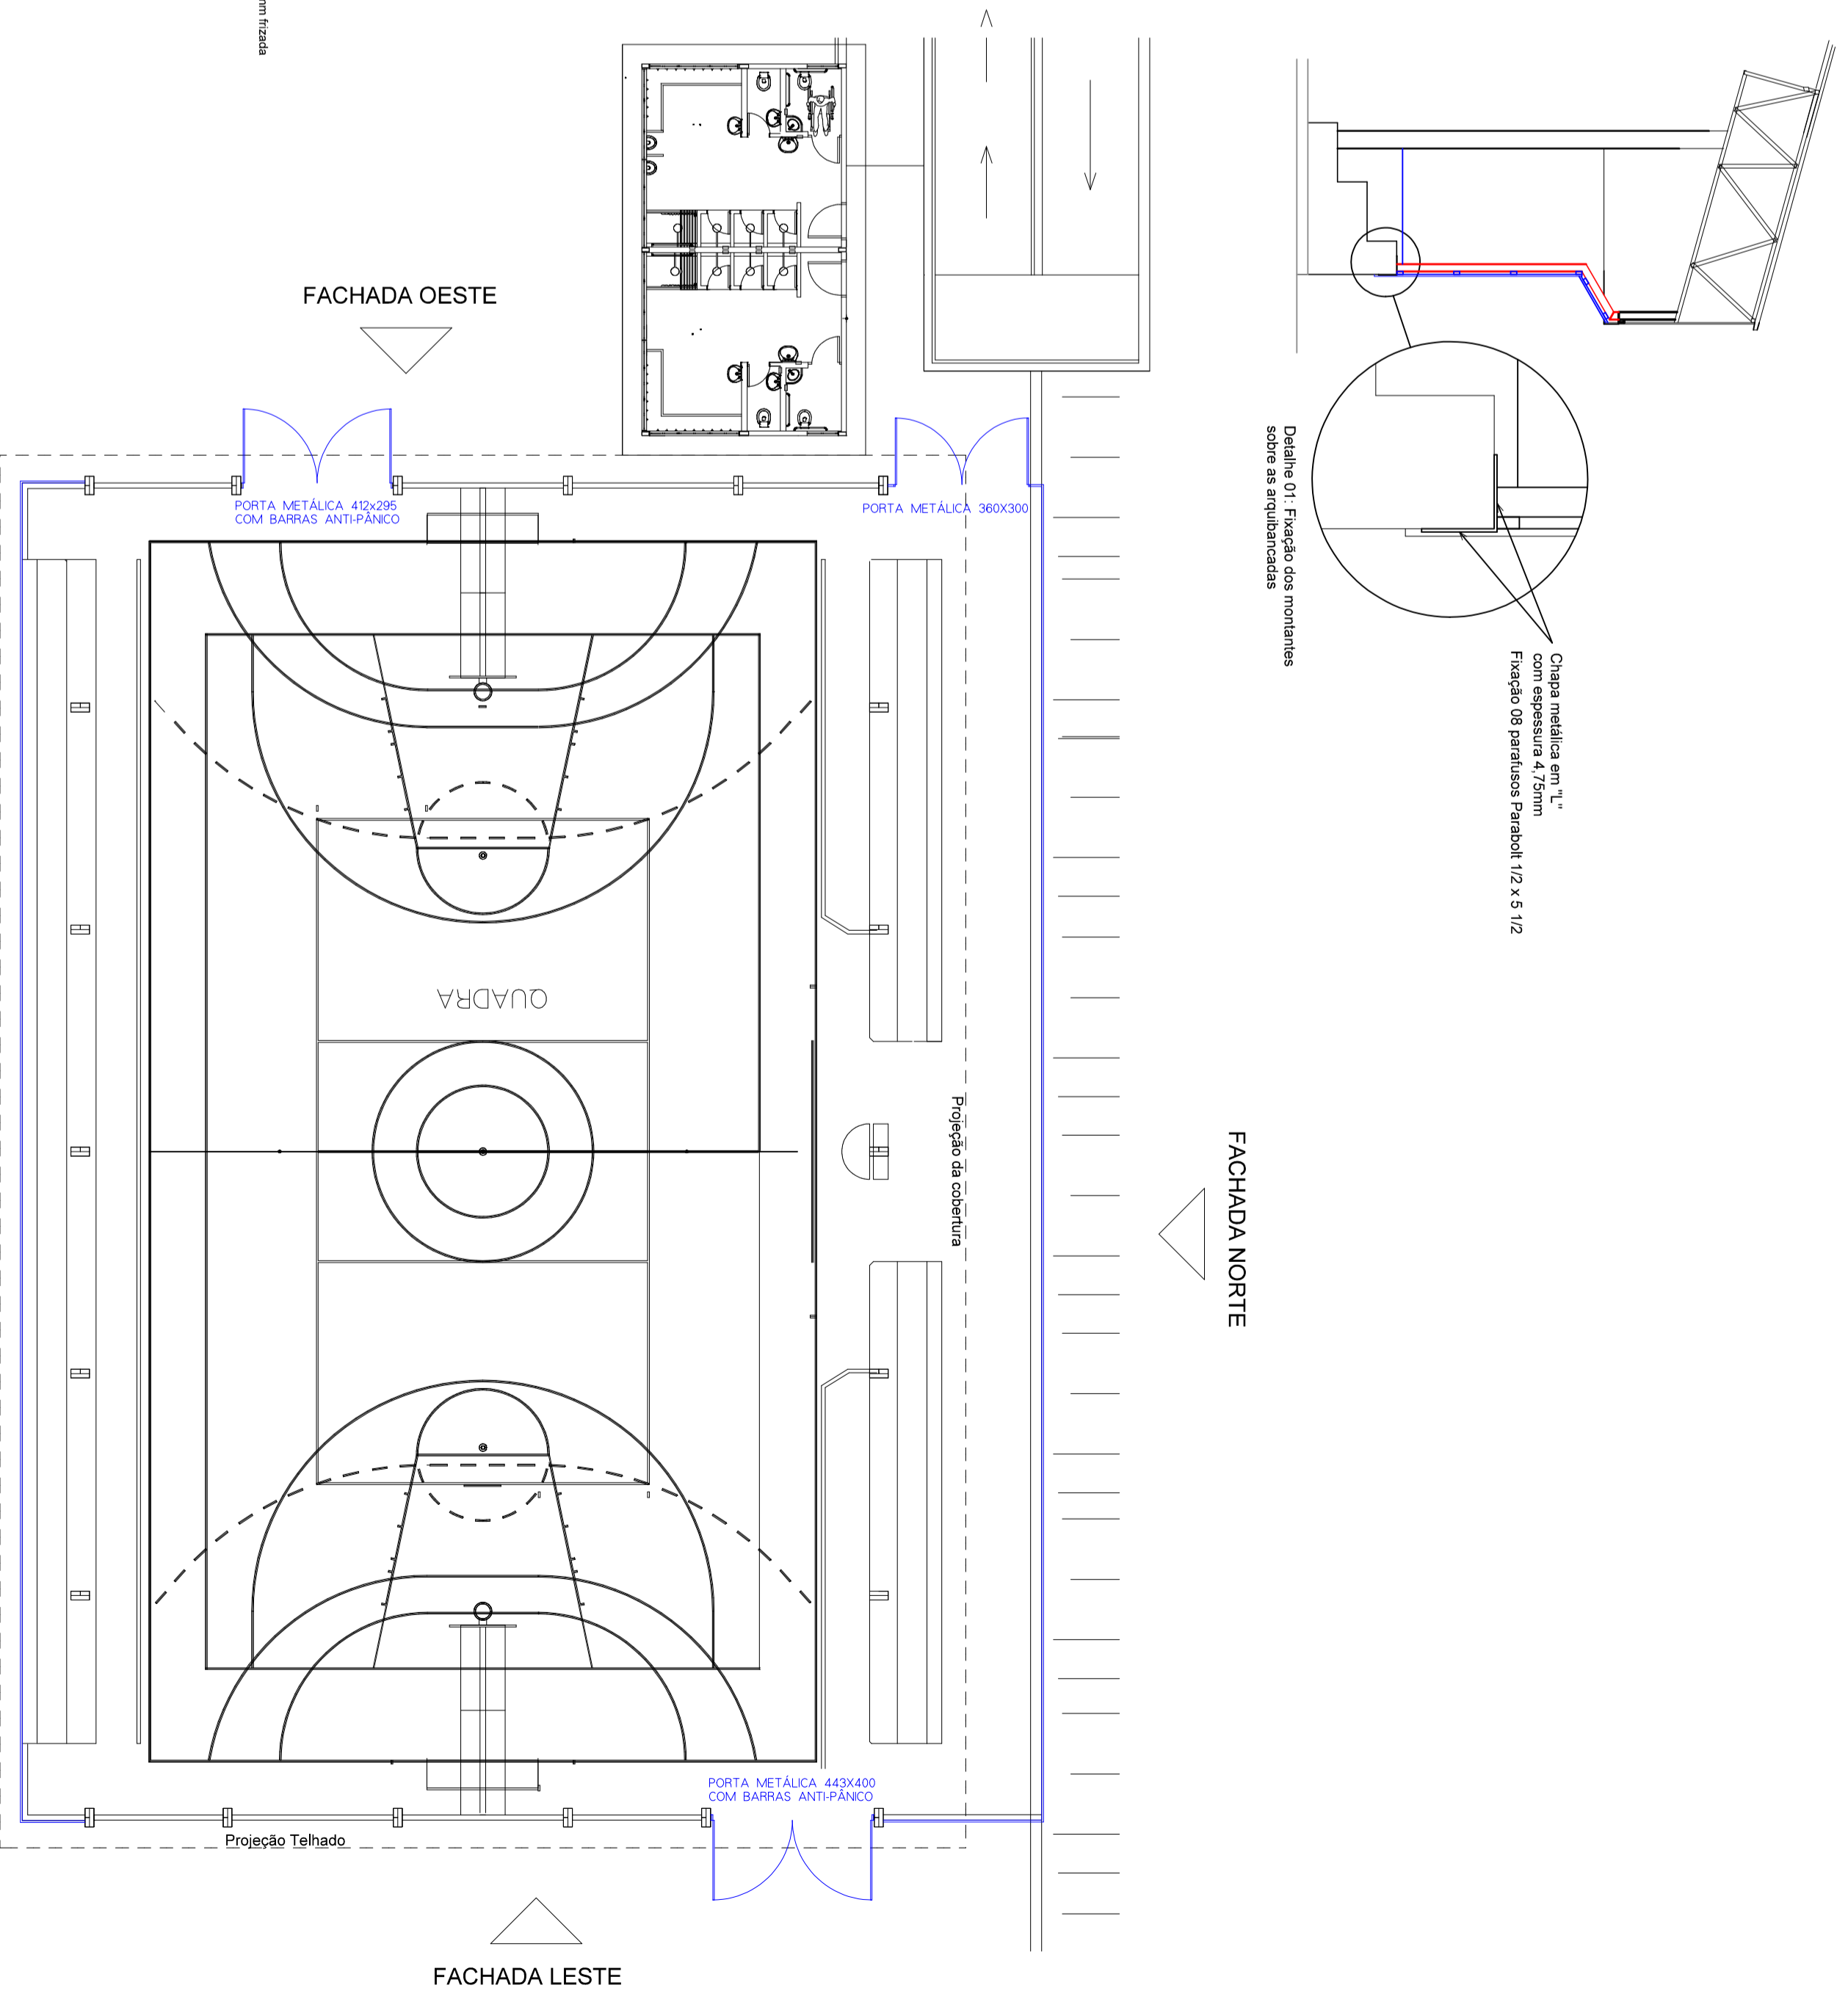 mm frizada
FACHADA OESTE
PORTA METÁLICA 412x295
COM BARRAS ANTI-PÂNICO
PORTA METÁLICA 360X300
Detalhe 01: Fixação dos montantes
sobre as arquibancadas
Chapa metálica em "L"
com espessura 4,75mm
Fixação 08 parafusos Parabolt 1/2 x 5 1/2
QUADRA
Projeção da cobertura
FACHADA NORTE
PORTA METÁLICA 443X400
COM BARRAS ANTI-PÂNICO
Projeção Telhado
FACHADA LESTE